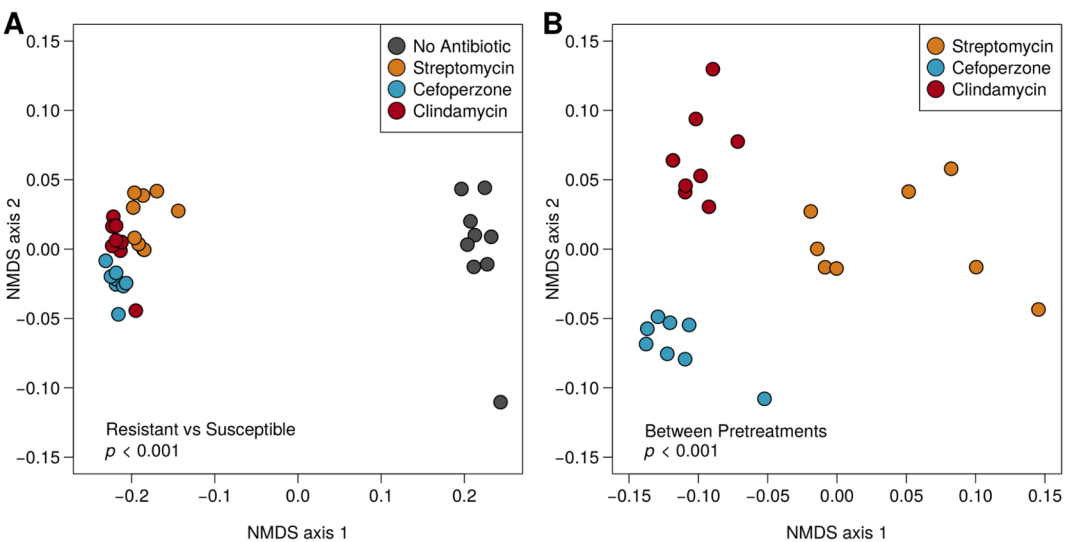 A
NMDS axis 2
0.15
0.10
0.05
0.00
−0.05
−0.10
−0.15
No Antibiotic
Streptomycin
Cefoperzone
Clindamycin
Resistant vs Susceptible
p < 0.001
−0.2
−0.1
0.0
0.1
0.2
NMDS axis 1
B
NMDS axis 2
0.15
0.10
0.05
0.00
−0.05
−0.10
−0.15
Streptomycin
Cefoperzone
Clindamycin
Between Pretreatments
p < 0.001
−0.15
−0.10
−0.05
0.00
0.05
0.10
0.15
NMDS axis 1